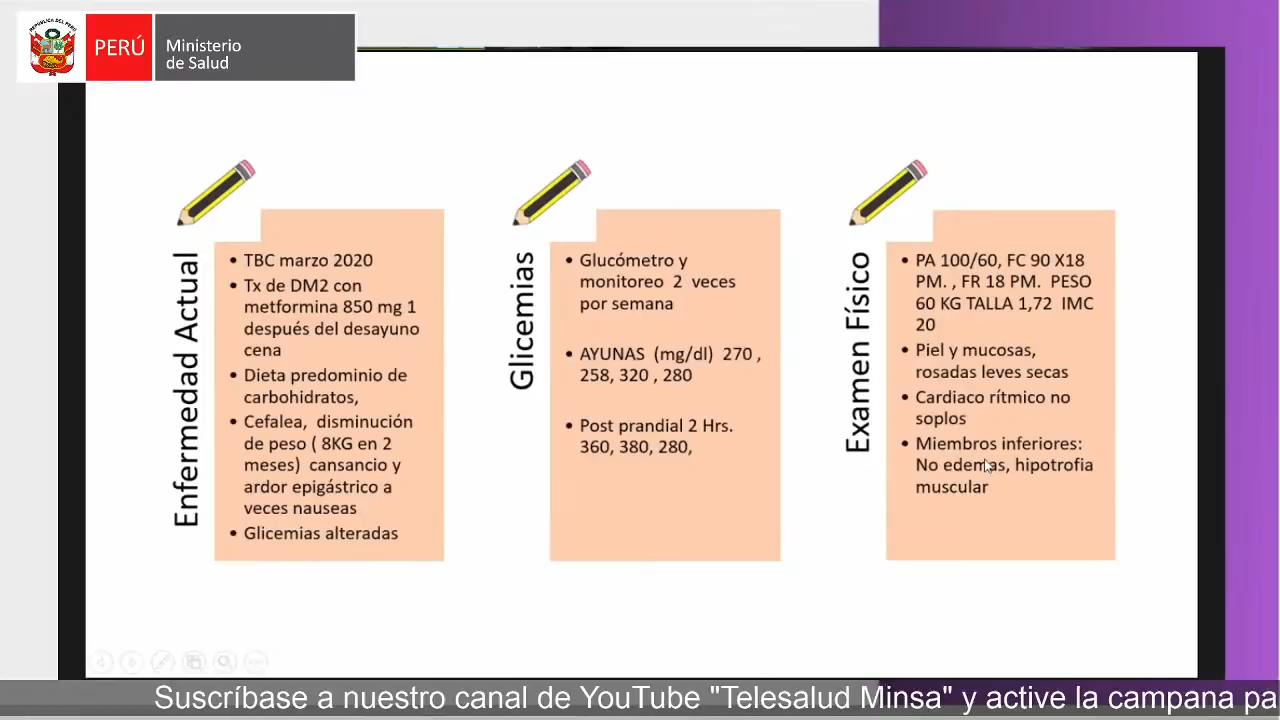 REPÚBLICA DEL PERÚ
PERÚ
Ministerio
de Salud
Enfermedad Actual
• TBC marzo 2020
• Tx de DM2 con
metformina 850 mg 1
después del desayuno
cena
• Dieta predominio de
carbohidratos,
• Cefalea, disminución
de peso ( 8KG en 2
meses) cansancio y
ardor epigástrico a
veces nauseas
• Glicemias alteradas
Glicemias
• Glucómetro y
monitoreo 2 veces
por semana
• AYUNAS (mg/dl) 270 ,
258, 320 , 280
• Post prandial 2 Hrs.
360, 380, 280,
Examen Físico
• PA 100/60, FC 90 X18
PM. , FR 18 PM. PESO
60 KG TALLA 1,72 IMC
20
• Piel y mucosas,
rosadas leves secas
• Cardiaco rítmico no
soplos
• Miembros inferiores:
No edemas, hipotrofia
muscular
Suscríbase a nuestro canal de YouTube "Telesalud Minsa" y active la campana pa